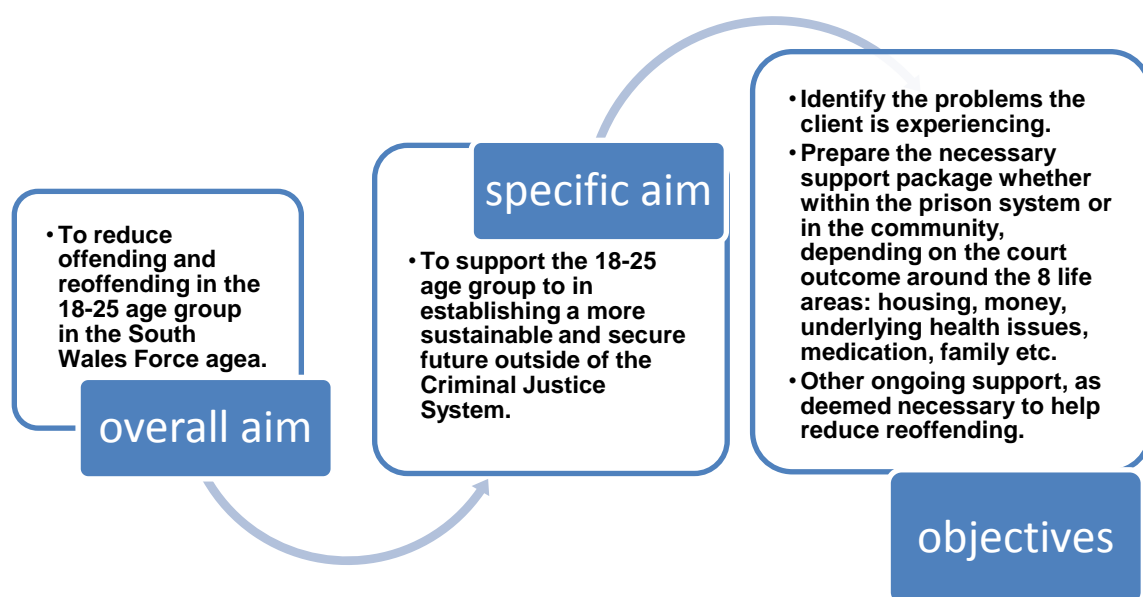 • To reduce
offending and
reoffending in the
18-25 age group
in the South
Wales Force agea.
overall aim
specific aim
• To support the 18-25
age group to in
establishing a more
sustainable and secure
future outside of the
Criminal Justice
System.
• Identify the problems the
client is experiencing.
• Prepare the necessary
support package whether
within the prison system or
in the community,
depending on the court
outcome around the 8 life
areas: housing, money,
underlying health issues,
medication, family etc.
• Other ongoing support, as
deemed necessary to help
reduce reoffending.
objectives